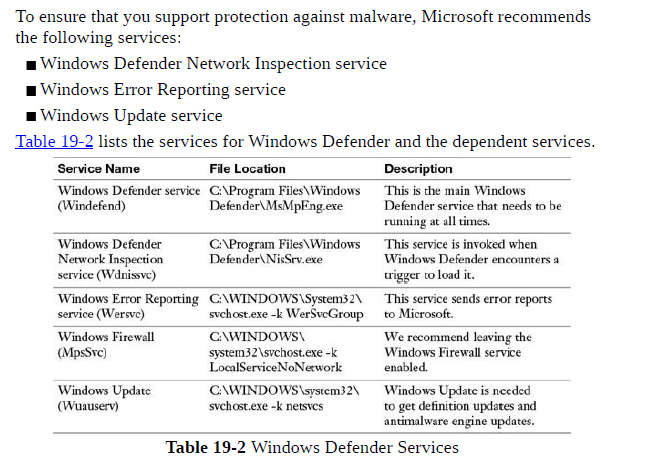 To ensure that you support protection against malware, Microsoft recommends
the following services:
■ Windows Defender Network Inspection service
■ Windows Error Reporting service
■ Windows Update service
Table 19-2 lists the services for Windows Defender and the dependent services.
Service Name File Location Description
Windows Defender service C:\Program Files\Windows This is the main Windows
(Windefend) Defender\MsMpEng.exe Defender service that needs to be
running at all times.
Windows Defender C:\Program Files\Windows This service is invoked when
Network Inspection Defender\NisSrv.exe Windows Defender encounters a
service (Wdnissvc) trigger to load it.
Windows Error Reporting C:\WINDOWS\System32\ This service sends error reports
service (Wersvc) svchost.exe -k WerSvcGroup to Microsoft.
Windows Firewall C:\WINDOWS\ We recommend leaving the
(MpsSvc) system32\svchost.exe -k Windows Firewall service
LocalServiceNoNetwork enabled.
Windows Update C:\WINDOWS\system32\ Windows Update is needed
(Wuauserv) svchost.exe -k netsvcs to get definition updates and
antimalware engine updates.
Table 19-2 Windows Defender Services